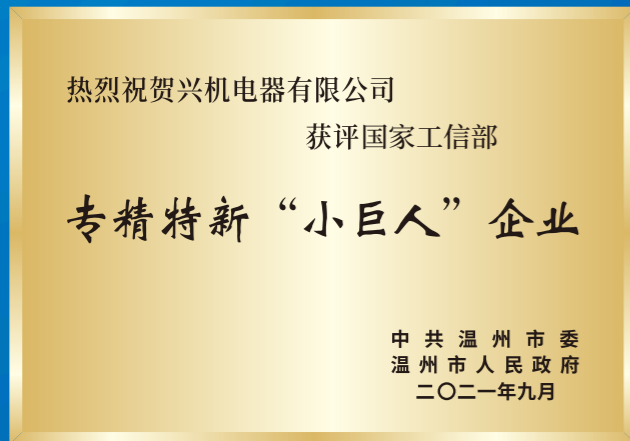 热烈祝贺兴机电器有限公司
获评国家工信部
专精特新“小巨人”企业
中共温州市委
温州市人民政府
二〇二一年九月